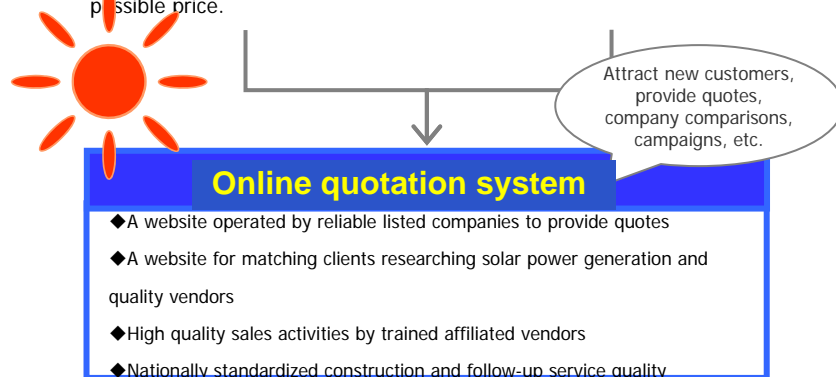 possible price.
Attract new customers,
provide quotes,
company comparisons,
campaigns, etc.
Online quotation system
◆A website operated by reliable listed companies to provide quotes
◆A website for matching clients researching solar power generation and
quality vendors
◆High quality sales activities by trained affiliated vendors
◆Nationally standardized construction and follow-up service quality